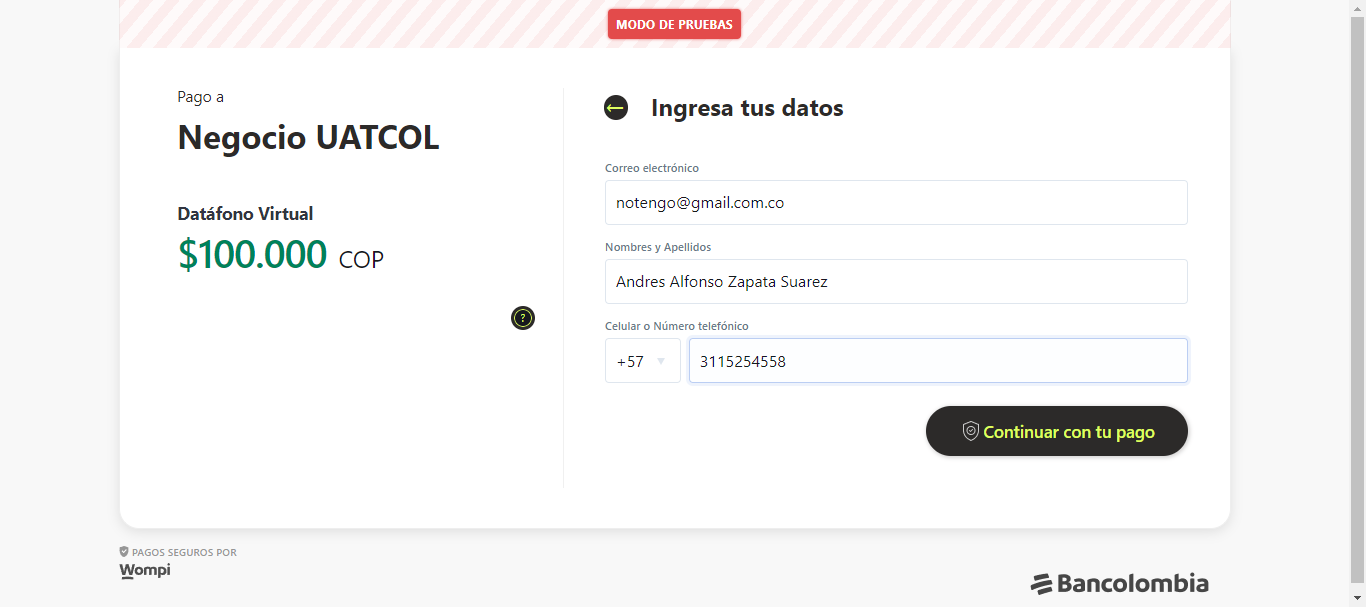 MODO DE PRUEBAS
Pago a
Negocio UATCOL
Datáfono Virtual
$100.000 COP
?
Ingresa tus datos
Correo electrónico
notengo@gmail.com.co
Nombres y Apellidos
Andres Alfonso Zapata Suarez
Celular o Número telefónico
+57 3115254558
Continuar con tu pago
PAGOS SEGUROS POR
Wompi
Bancolombia